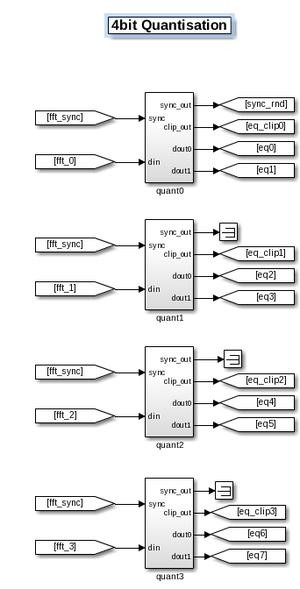 4bit Quantisation
sync_out [sync_rnd]
[fft_sync] sync
clip_out [eq_clip0]
dout0 [eq0]
[fft_0] din
dout1 [eq1]
quant0
sync_out
[fft_sync] sync
clip_out [eq_clip1]
dout0 [eq2]
[fft_1] din
dout1 [eq3]
quant1
sync_out
[fft_sync] sync
clip_out [eq_clip2]
dout0 [eq4]
[fft_2] din
dout1 [eq5]
quant2
sync_out
[fft_sync] sync
clip_out [eq_clip3]
dout0 [eq6]
[fft_3] din
dout1 [eq7]
quant3